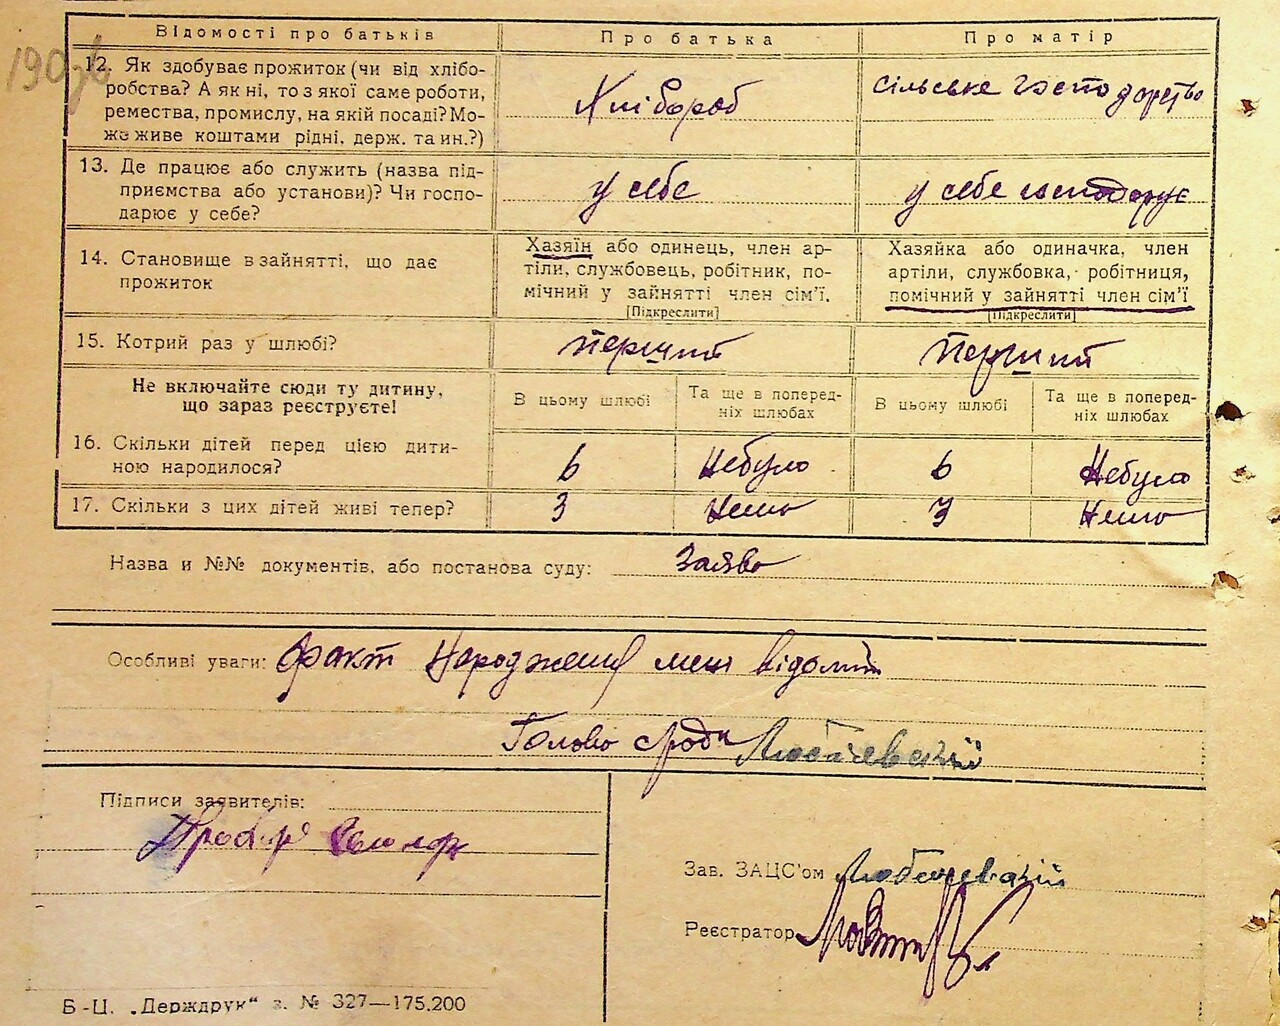 190зв
Відомості про батьків
Про батька
Про матір
12. Як здобуває прожиток (чи від хлібо-
робства? А як ні, то з якої саме роботи,
ремества, промислу, на якій посаді? Мо-
же живе коштами рідні, держ. та ин.?)
Хлібороб
сільське господарство
13. Де працює або служить (назва під-
приємства або установи)? Чи госпо-
дарює у себе?
у себе
у себе господарує
14. Становище в зайнятті, що дає
прожиток
Хазяїн або одинець, член ар-
тіли, службовець, робітник, по-
мічний у зайнятті член сім'ї.
[Підкреслити]
Хазяйка або одиначка, член
артіли, службовка, робітниця,
помічний у зайнятті член сім'ї
[Підкреслити]
15. Котрий раз у шлюбі?
перший
перший
Не включайте сюди ту дитину,
що зараз реєструєте!
В цьому шлюбі
Та ще в поперед-
ніх шлюбах
В цьому шлюбі
Та ще в поперед-
ніх шлюбах
16. Скільки дітей перед цією дити-
ною народилося?
6
Небуло
6
Небуло
17. Скільки з цих дітей живі тепер?
3
Нема
3
Нема
Назва и №№ документів, або постанова суду:
Заява
Особливі уваги: Факт народження мені відомий
Голова с/ради
Підписи заявителів:
Зав. ЗАЦС'ом
Реєстратор
Б-Ц. „Держдрук“ з. № 327—175.200